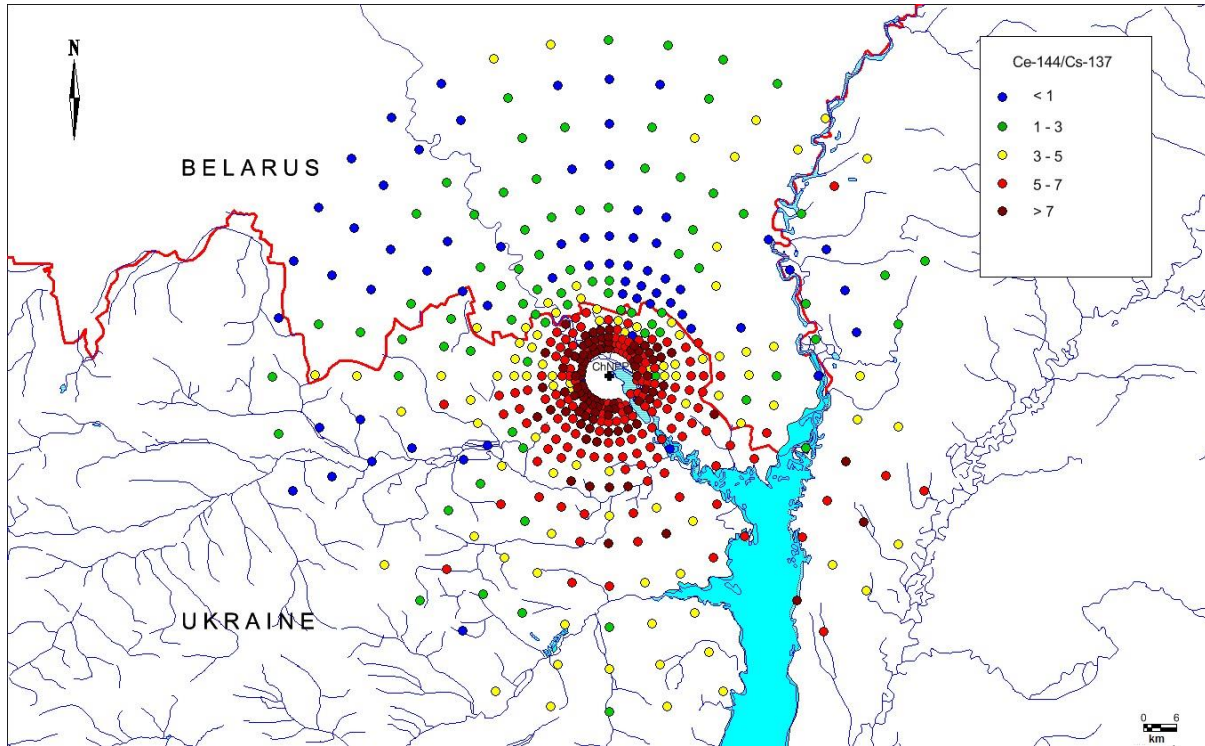 N
Ce-144/Cs-137
< 1
1 - 3
3 - 5
5 - 7
> 7
BELARUS
ChNPP
UKRAINE
0 6
km